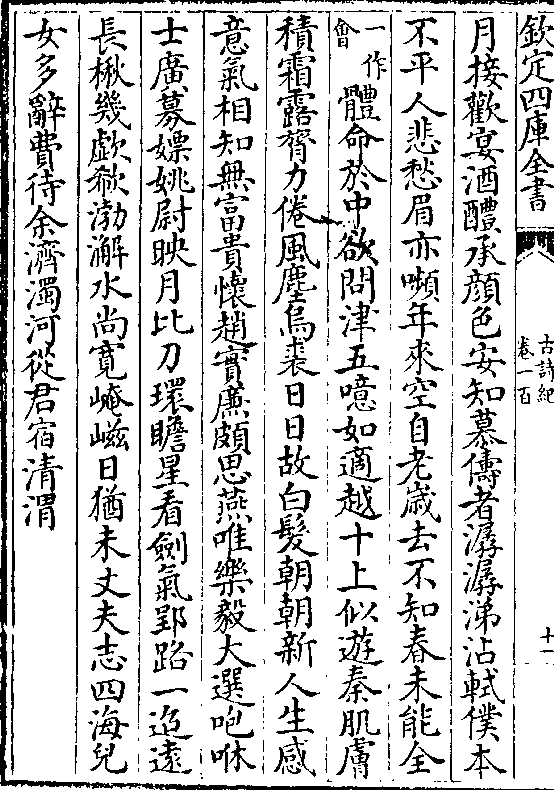 欽定四庫全書
古詩紀
卷一百
十一
月接歡宴酒醴承顔色安知慕儔者潺潺涕沾軾僕本
不平人悲愁眉亦嚬年來空自老歲去不知春未能全
一作會體命於中欲問津五噫如適越十上似遊秦肌膚
積霜露膂力倦風塵烏裘日日故白髮朝朝新人生感
意氣相知無富貴懷趙實亷頗思燕唯樂毅大選咆咻
士廣募嫖姚尉映月比刀環瞻星看劍氣郢路一迢遠
長楸幾歔欷渤澥水尚寛崦嵫日猶未丈夫志四海兒
女多辭費待余濟濁河從君宿清渭